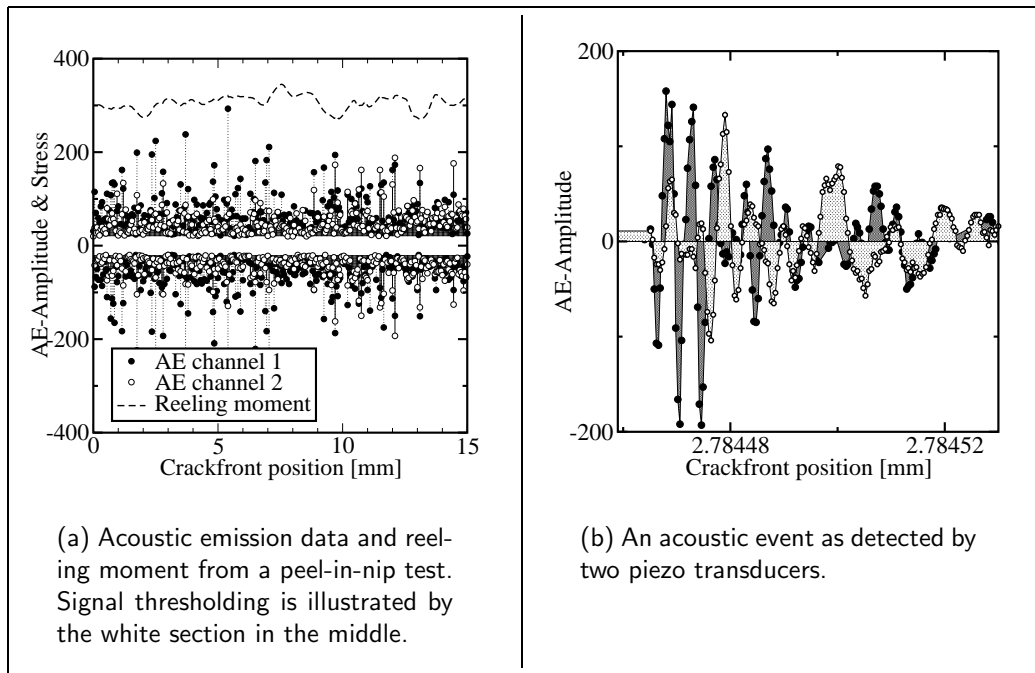 400
200
0
-200
-400
AE-Amplitude & Stress
AE channel 1
AE channel 2
Reeling moment
0 5 10 15
Crackfront position [mm]
(a) Acoustic emission data and reel-
ing moment from a peel-in-nip test.
Signal thresholding is illustrated by
the white section in the middle.
200
0
-200
AE-Amplitude
2.78448 2.78452
Crackfront position [mm]
(b) An acoustic event as detected by
two piezo transducers.